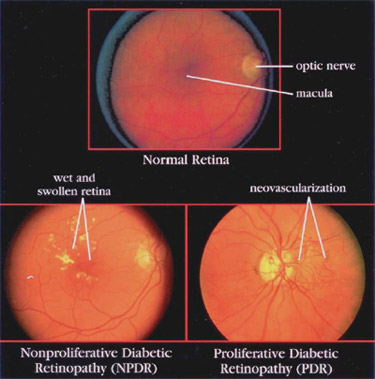 optic nerve
macula
Normal Retina
wet and
swollen retina
neovascularization
Nonproliferative Diabetic
Retinopathy (NPDR)
Proliferative Diabetic
Retinopathy (PDR)